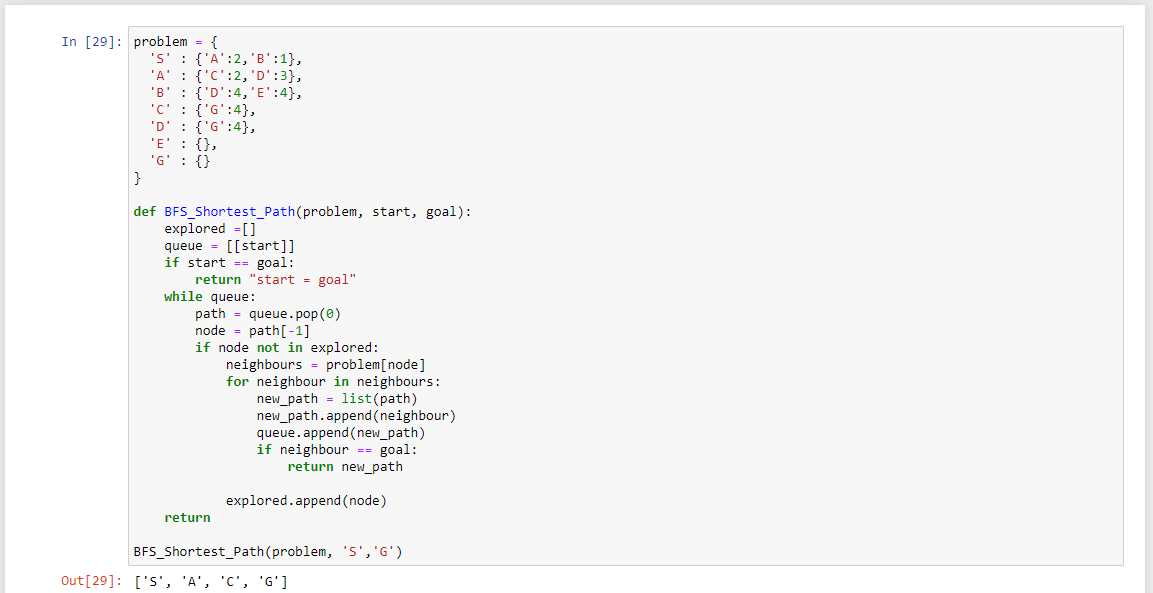 In [29]: problem = {
  'S' : {'A':2,'B':1},
  'A' : {'C':2,'D':3},
  'B' : {'D':4,'E':4},
  'C' : {'G':4},
  'D' : {'G':4},
  'E' : {},
  'G' : {}
}
def BFS_Shortest_Path(problem, start, goal):
    explored =[]
    queue = [[start]]
    if start == goal:
        return "start = goal"
    while queue:
        path = queue.pop(0)
        node = path[-1]
        if node not in explored:
            neighbours = problem[node]
            for neighbour in neighbours:
                new_path = list(path)
                new_path.append(neighbour)
                queue.append(new_path)
                if neighbour == goal:
                    return new_path
            explored.append(node)
    return
BFS_Shortest_Path(problem, 'S','G')
Out[29]: ['S', 'A', 'C', 'G']